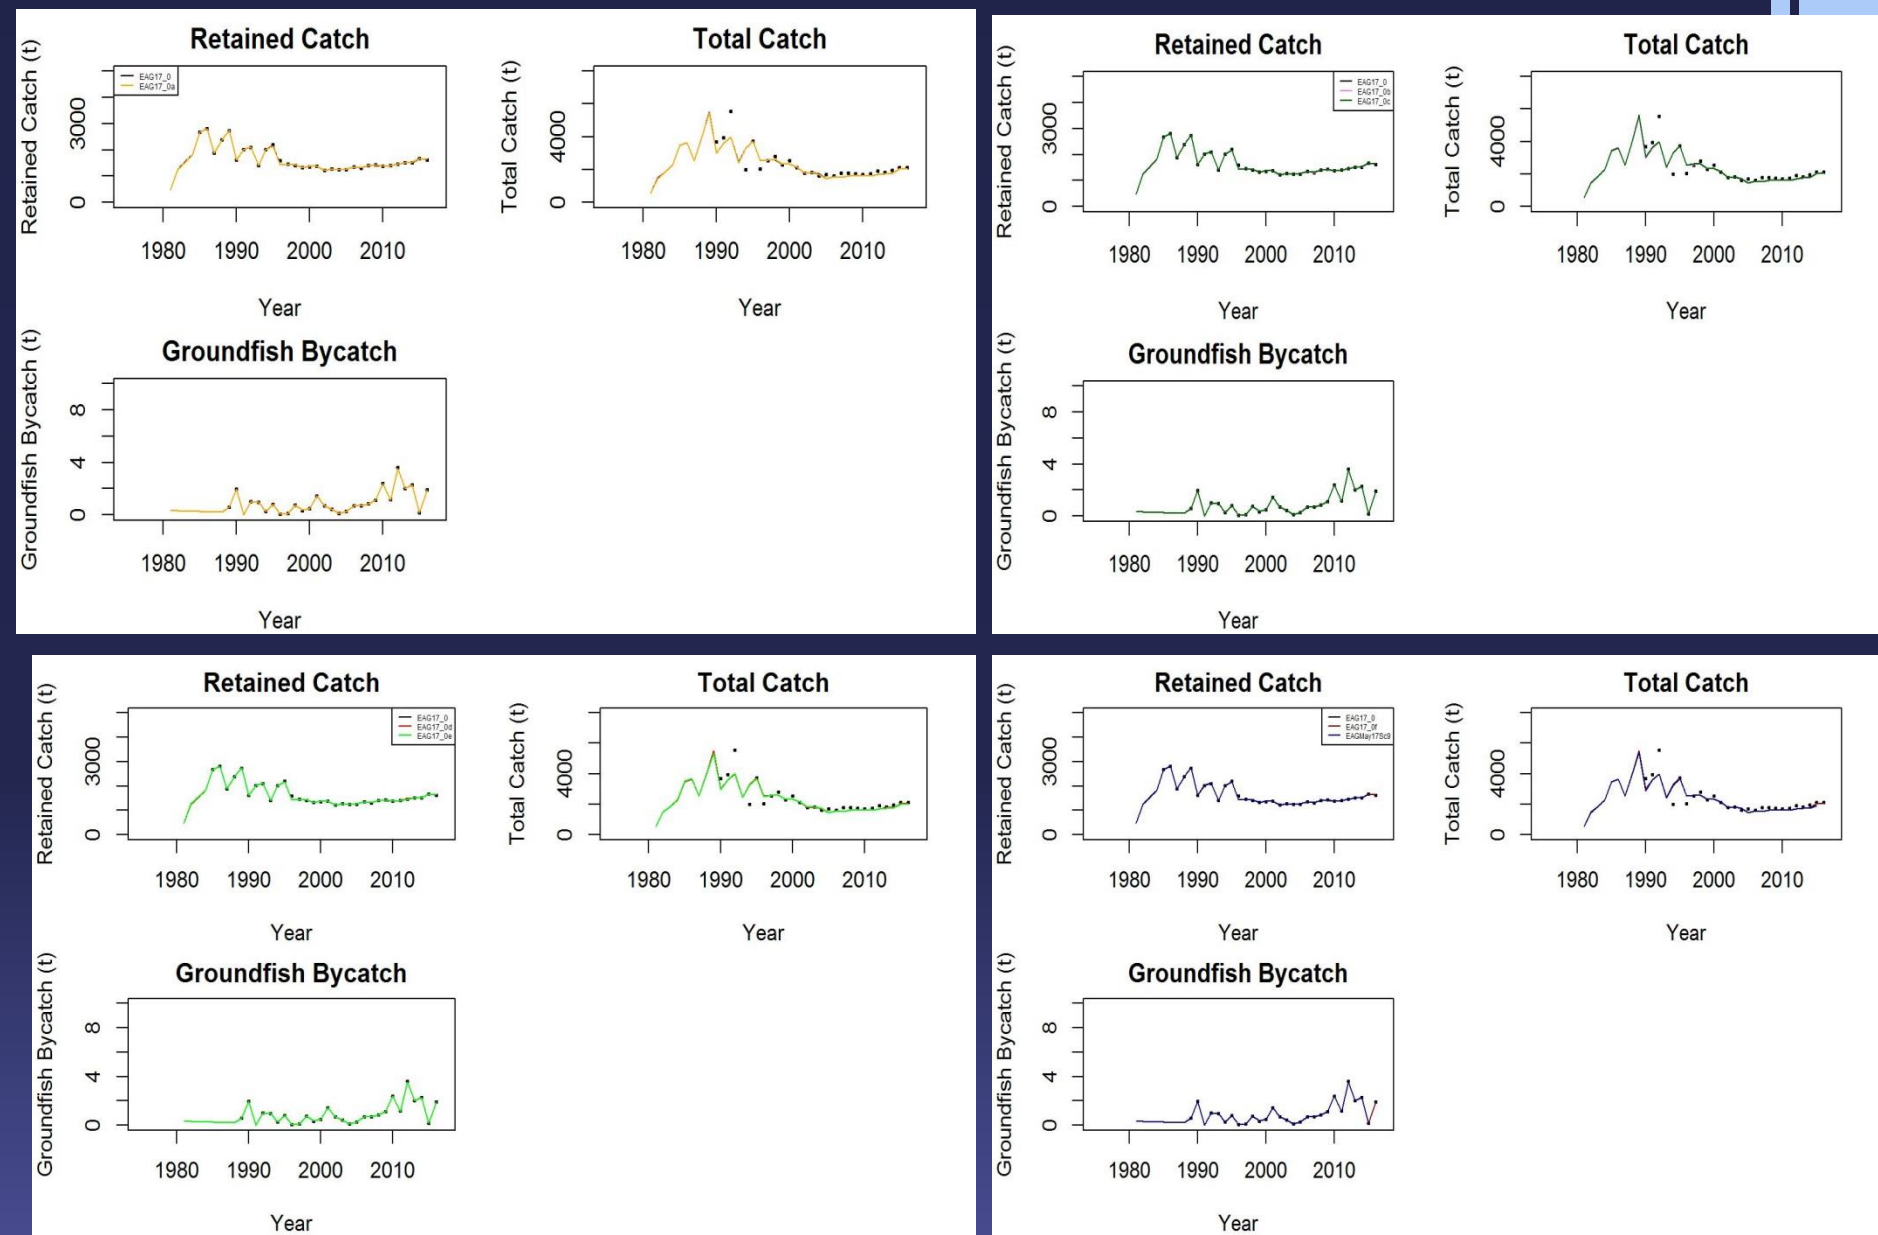 Retained Catch
Retained Catch (t)
3000
0
EAG17_0
EAG17_0a
1980 1990 2000 2010
Year
Total Catch
Total Catch (t)
4000
0
1980 1990 2000 2010
Year
Groundfish Bycatch
Groundfish Bycatch (t)
8
4
0
1980 1990 2000 2010
Year
Retained Catch
Retained Catch (t)
3000
0
EAG17_0
EAG17_0b
EAG17_0c
1980 1990 2000 2010
Year
Total Catch
Total Catch (t)
4000
0
1980 1990 2000 2010
Year
Groundfish Bycatch
Groundfish Bycatch (t)
8
4
0
1980 1990 2000 2010
Year
Retained Catch
Retained Catch (t)
3000
0
EAG17_0
EAG17_0d
EAG17_0e
1980 1990 2000 2010
Year
Total Catch
Total Catch (t)
4000
0
1980 1990 2000 2010
Year
Groundfish Bycatch
Groundfish Bycatch (t)
8
4
0
1980 1990 2000 2010
Year
Retained Catch
Retained Catch (t)
3000
0
EAG17_0
EAG17_0f
EAGMay17Sc9
1980 1990 2000 2010
Year
Total Catch
Total Catch (t)
4000
0
1980 1990 2000 2010
Year
Groundfish Bycatch
Groundfish Bycatch (t)
8
4
0
1980 1990 2000 2010
Year